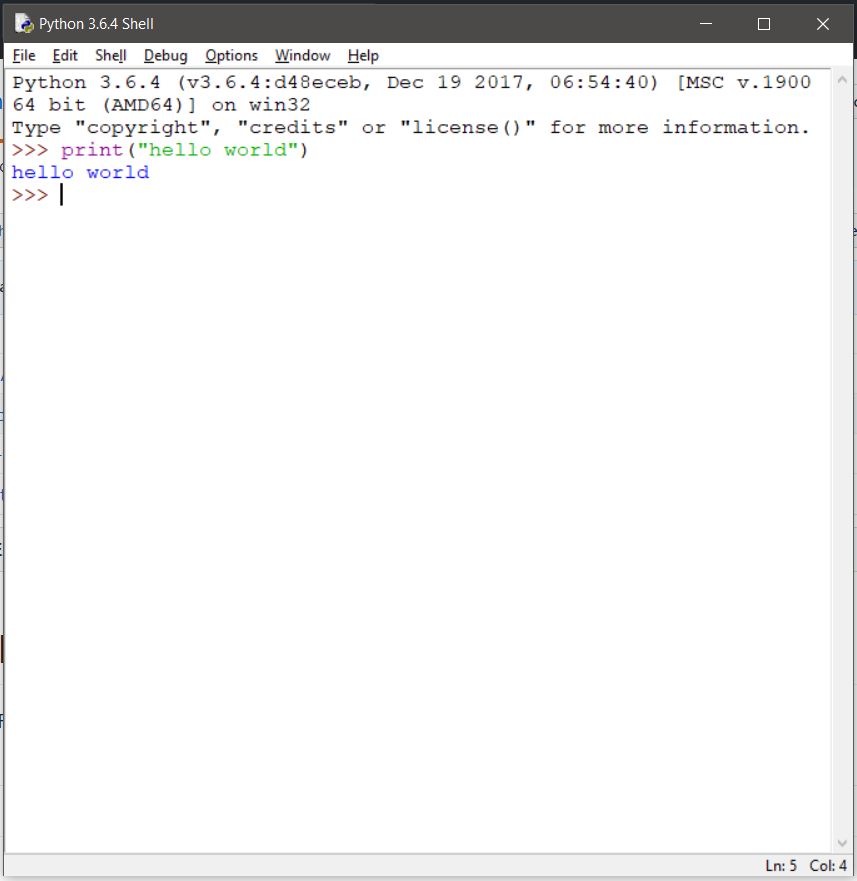 Python 3.6.4 Shell
File Edit Shell Debug Options Window Help
Python 3.6.4 (v3.6.4:d48eceb, Dec 19 2017, 06:54:40) [MSC v.1900
64 bit (AMD64)] on win32
Type "copyright", "credits" or "license()" for more information.
>>> print("hello world")
hello world
>>>
Ln: 5 Col: 4